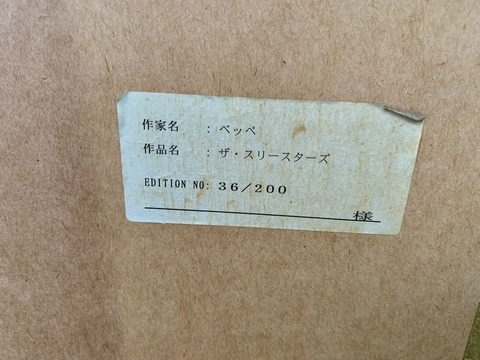 作家名　：ベッペ
作品名　：ザ・スリースターズ
EDITION NO: 36/200
様